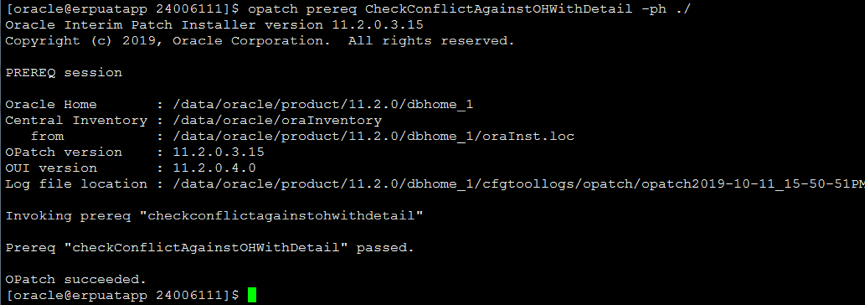 [oracle@erpuatapp 24006111]$ opatch prereq CheckConflictAgainstOHWithDetail -ph ./
Oracle Interim Patch Installer version 11.2.0.3.15
Copyright (c) 2019, Oracle Corporation.  All rights reserved.
PREREQ session
Oracle Home       : /data/oracle/product/11.2.0/dbhome_1
Central Inventory : /data/oracle/oraInventory
   from           : /data/oracle/product/11.2.0/dbhome_1/oraInst.loc
OPatch version    : 11.2.0.3.15
OUI version       : 11.2.0.4.0
Log file location : /data/oracle/product/11.2.0/dbhome_1/cfgtoollogs/opatch/opatch2019-10-11_15-50-51PM
Invoking prereq "checkconflictagainstohwithdetail"
Prereq "checkConflictAgainstOHWithDetail" passed.
OPatch succeeded.
[oracle@erpuatapp 24006111]$